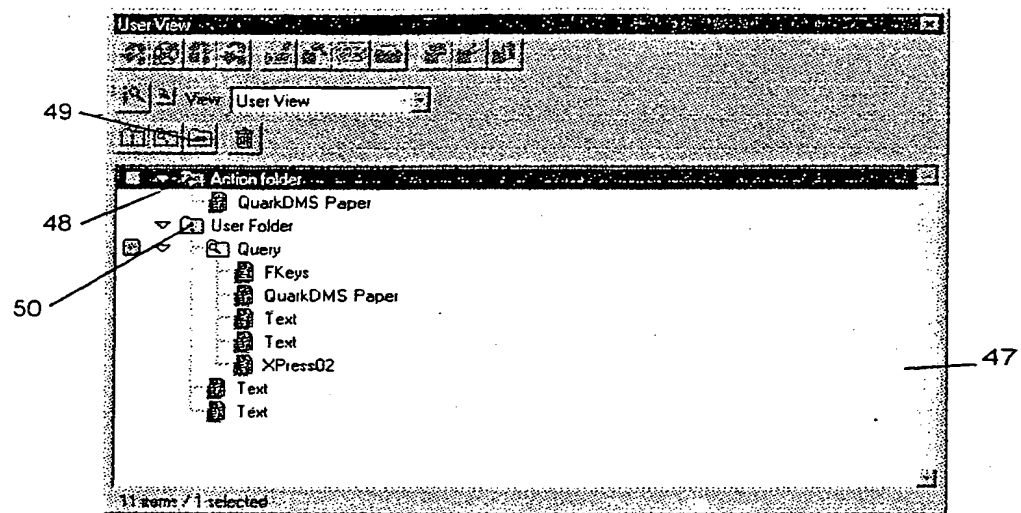 User View
View User View
49
Action folder
48
QuarkDMS Paper
User Folder
Query
FKeys
50
QuarkDMS Paper
Text
Text
47
XPress02
Text
Text
11 items / 1 selected